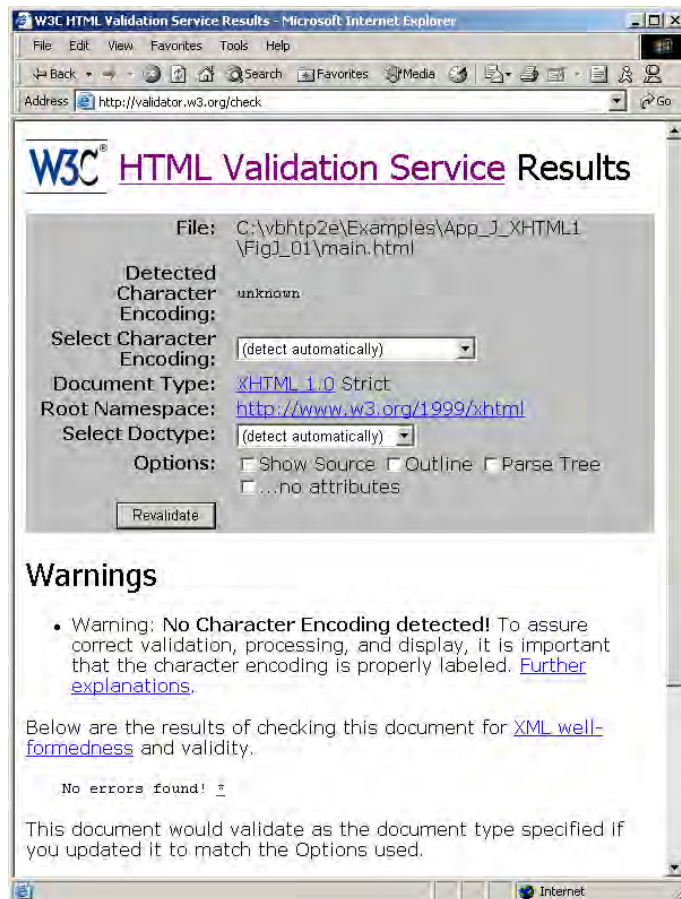 W3C HTML Validation Service Results - Microsoft Internet Explorer
File Edit View Favorites Tools Help
Back Search Favorites Media
Address http://validator.w3.org/check Go
W3C® HTML Validation Service Results
File: C:\vbhtp2e\Examples\App_J_XHTML1
\FigJ_01\main.html
Detected
Character
Encoding: unknown
Select Character
Encoding: (detect automatically)
Document Type: XHTML 1.0 Strict
Root Namespace: http://www.w3.org/1999/xhtml
Select Doctype: (detect automatically)
Options: Show Source Outline Parse Tree
...no attributes
Revalidate
Warnings
• Warning: No Character Encoding detected! To assure
correct validation, processing, and display, it is important
that the character encoding is properly labeled. Further
explanations.
Below are the results of checking this document for XML well-
formedness and validity.
No errors found! *
This document would validate as the document type specified if
you updated it to match the Options used.
Internet